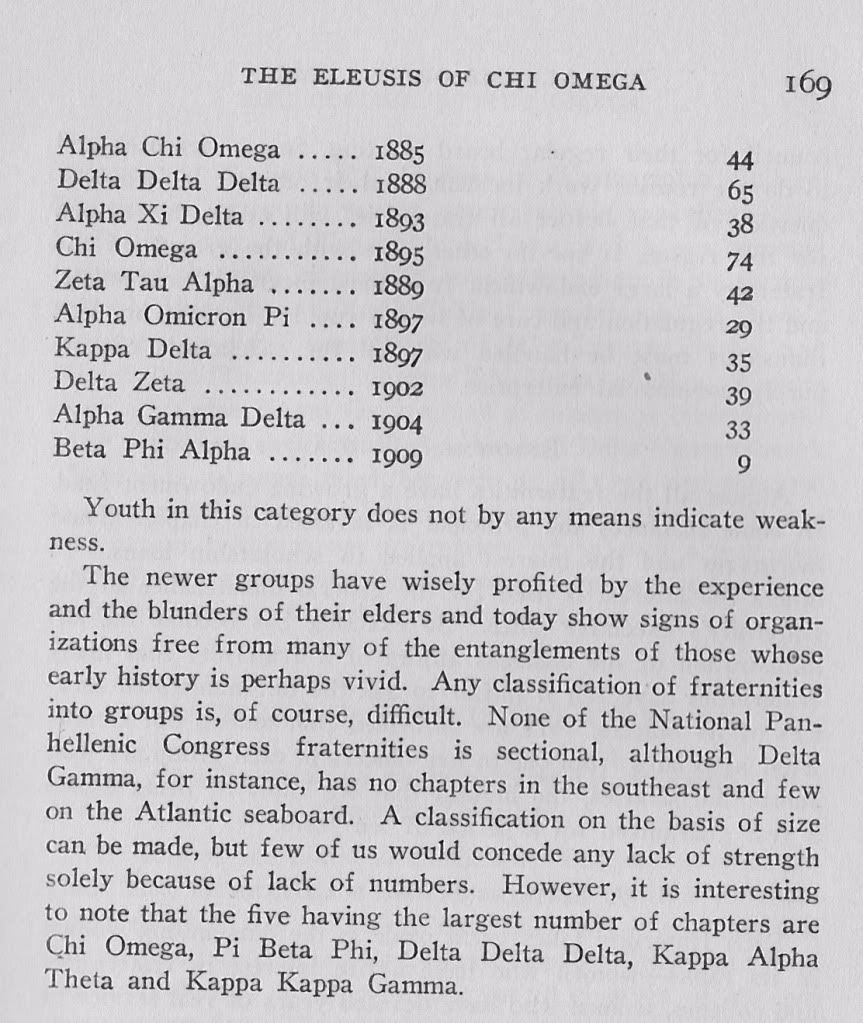 THE ELEUSIS OF CHI OMEGA 169
Alpha Chi Omega ..... 1885 44
Delta Delta Delta ..... 1888 65
Alpha Xi Delta ........ 1893 38
Chi Omega ........... 1895 74
Zeta Tau Alpha ....... 1889 42
Alpha Omicron Pi .... 1897 29
Kappa Delta .......... 1897 35
Delta Zeta ............ 1902 39
Alpha Gamma Delta ... 1904 33
Beta Phi Alpha ....... 1909 9
Youth in this category does not by any means indicate weak-
ness.
The newer groups have wisely profited by the experience
and the blunders of their elders and today show signs of organ-
izations free from many of the entanglements of those whose
early history is perhaps vivid. Any classification of fraternities
into groups is, of course, difficult. None of the National Pan-
hellenic Congress fraternities is sectional, although Delta
Gamma, for instance, has no chapters in the southeast and few
on the Atlantic seaboard. A classification on the basis of size
can be made, but few of us would concede any lack of strength
solely because of lack of numbers. However, it is interesting
to note that the five having the largest number of chapters are
Chi Omega, Pi Beta Phi, Delta Delta Delta, Kappa Alpha
Theta and Kappa Kappa Gamma.